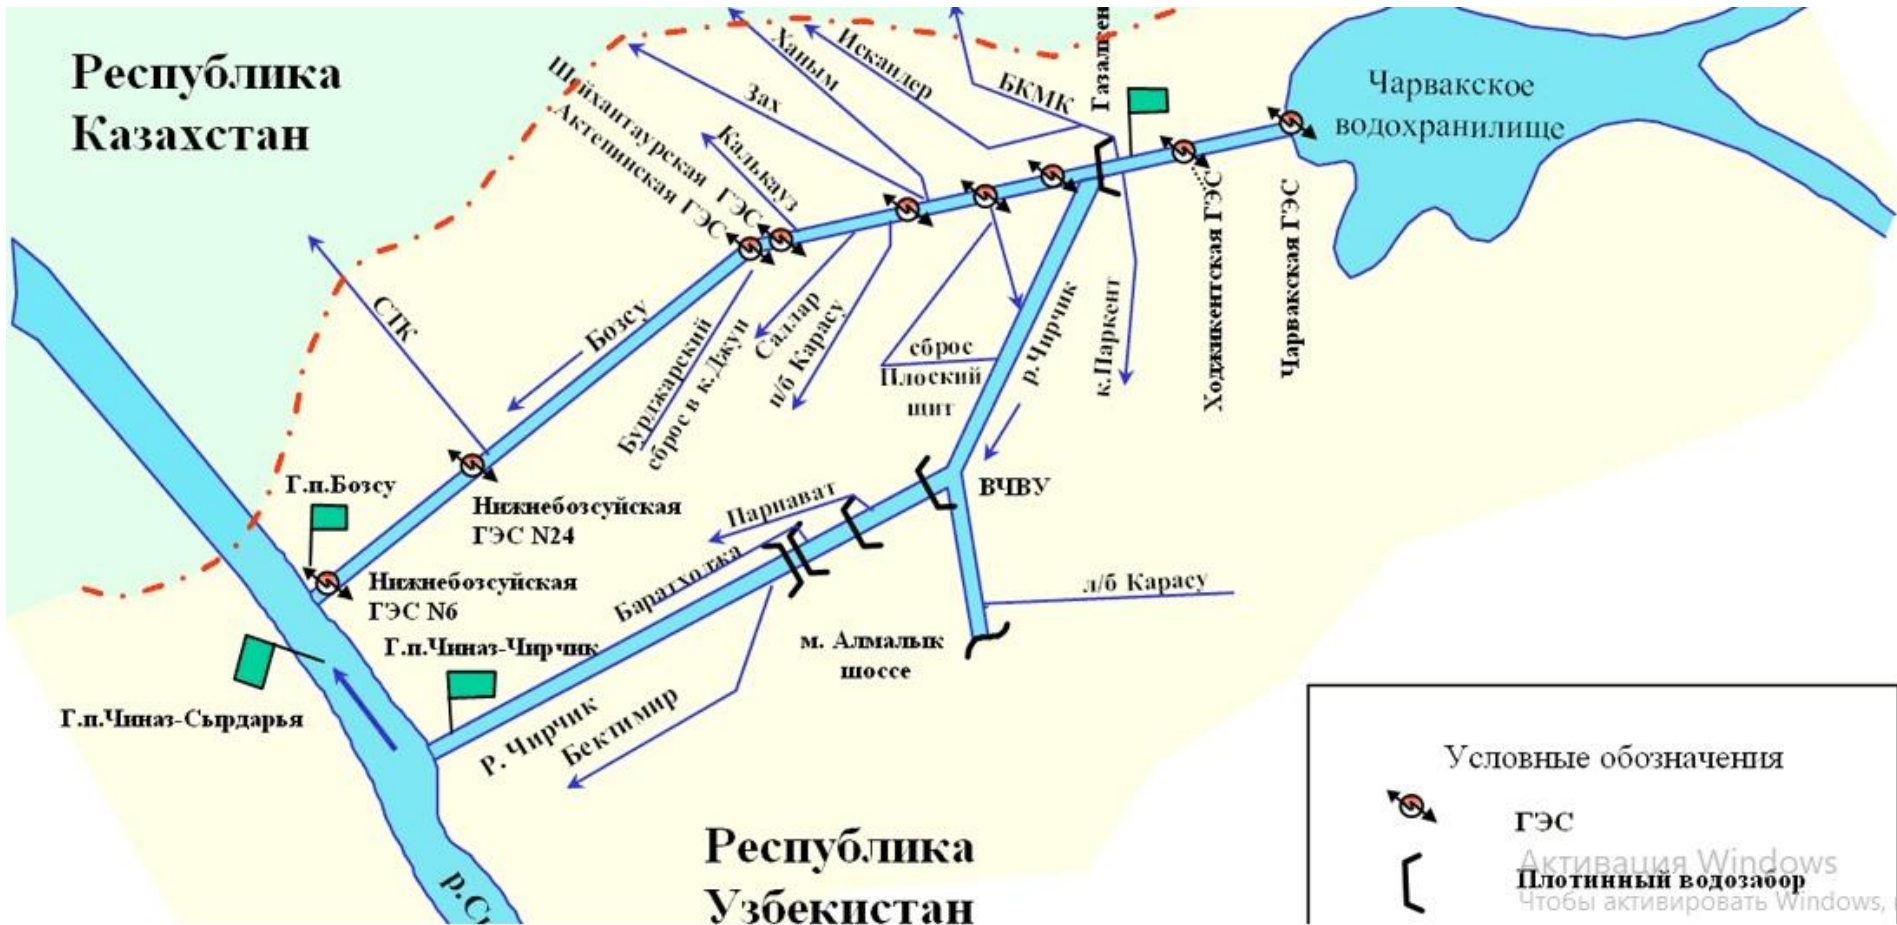 Республика
Казахстан
Шейхантаурская ГЭС
Актепинская ГЭС
Калькауз
Зах
Ханым
Искандер
БКМК
Чарвакское
водохранилище
Ходжикентская ГЭС
Чарвакская ГЭС
СТК
Бозсу
Бурджарский
сброс в к.Джун
Саллар
п/б Карасу
сброс
Плоский
щит
р.Чирчик
к.Паркент
Г.п.Бозсу
Нижнебозсуйская
ГЭС N24
Парнават
ВЧВУ
Нижнебозсуйская
ГЭС N6
Баратходжа
л/б Карасу
Г.п.Чиназ-Чирчик
м. Алмалык
шоссе
Г.п.Чиназ-Сырдарья
Р. Чирчик
Бектимир
Республика
Узбекистан
Условные обозначения
ГЭС
Плотинный водозабор
Активация Windows
Чтобы активировать Windows,